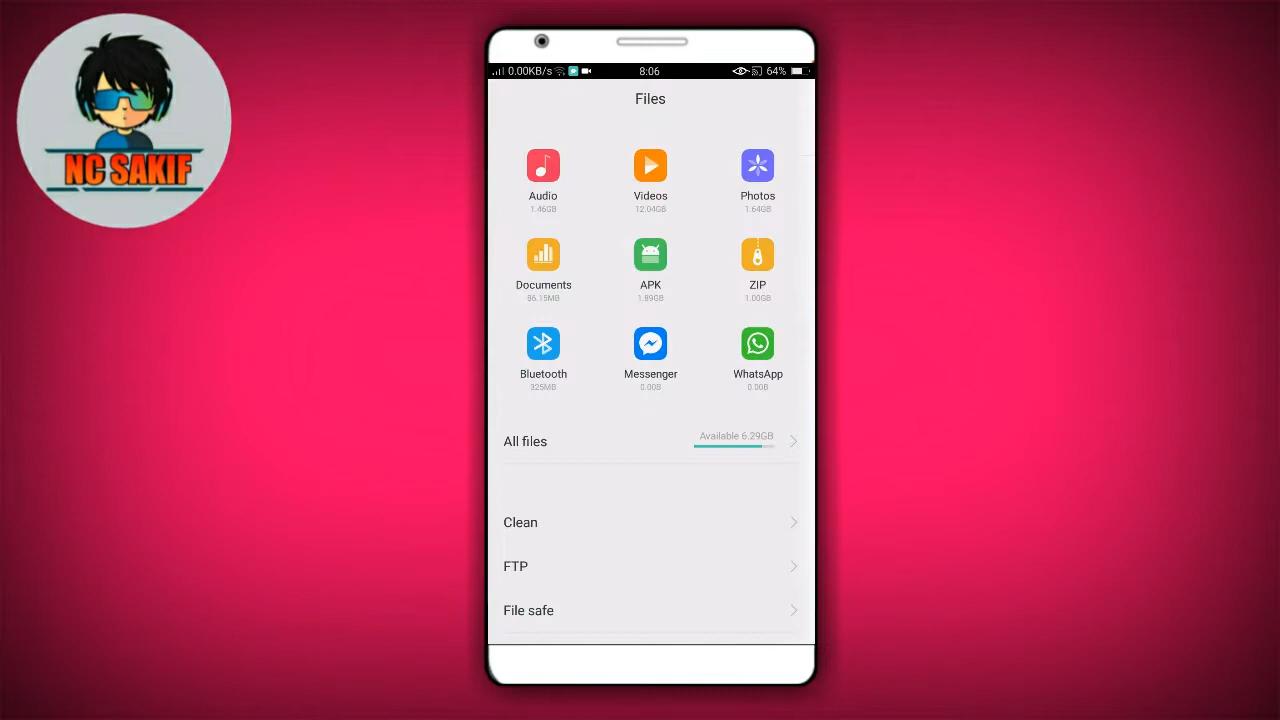 NC SAKIF
0.00KB/s 8:06 64%
Files
Audio Videos Photos
1.46GB 12.04GB 1.64GB
Documents APK ZIP
86.15MB 1.89GB 1.00GB
Bluetooth Messenger WhatsApp
325MB 0.00B 0.00B
All files Available 6.29GB
Clean
FTP
File safe